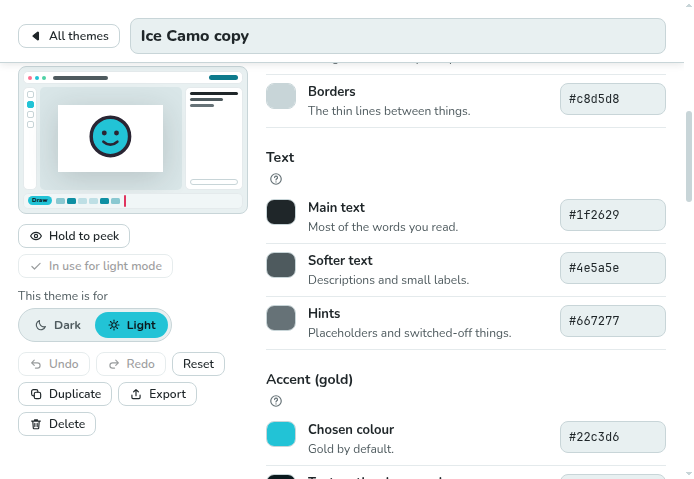 All themes
Ice Camo copy
Draw
Hold to peek
In use for light mode
This theme is for
Dark
Light
Undo
Redo
Reset
Duplicate
Export
Delete
Borders
The thin lines between things.
#c8d5d8
Text
Main text
Most of the words you read.
#1f2629
Softer text
Descriptions and small labels.
#4e5a5e
Hints
Placeholders and switched-off things.
#667277
Accent (gold)
Chosen colour
Gold by default.
#22c3d6